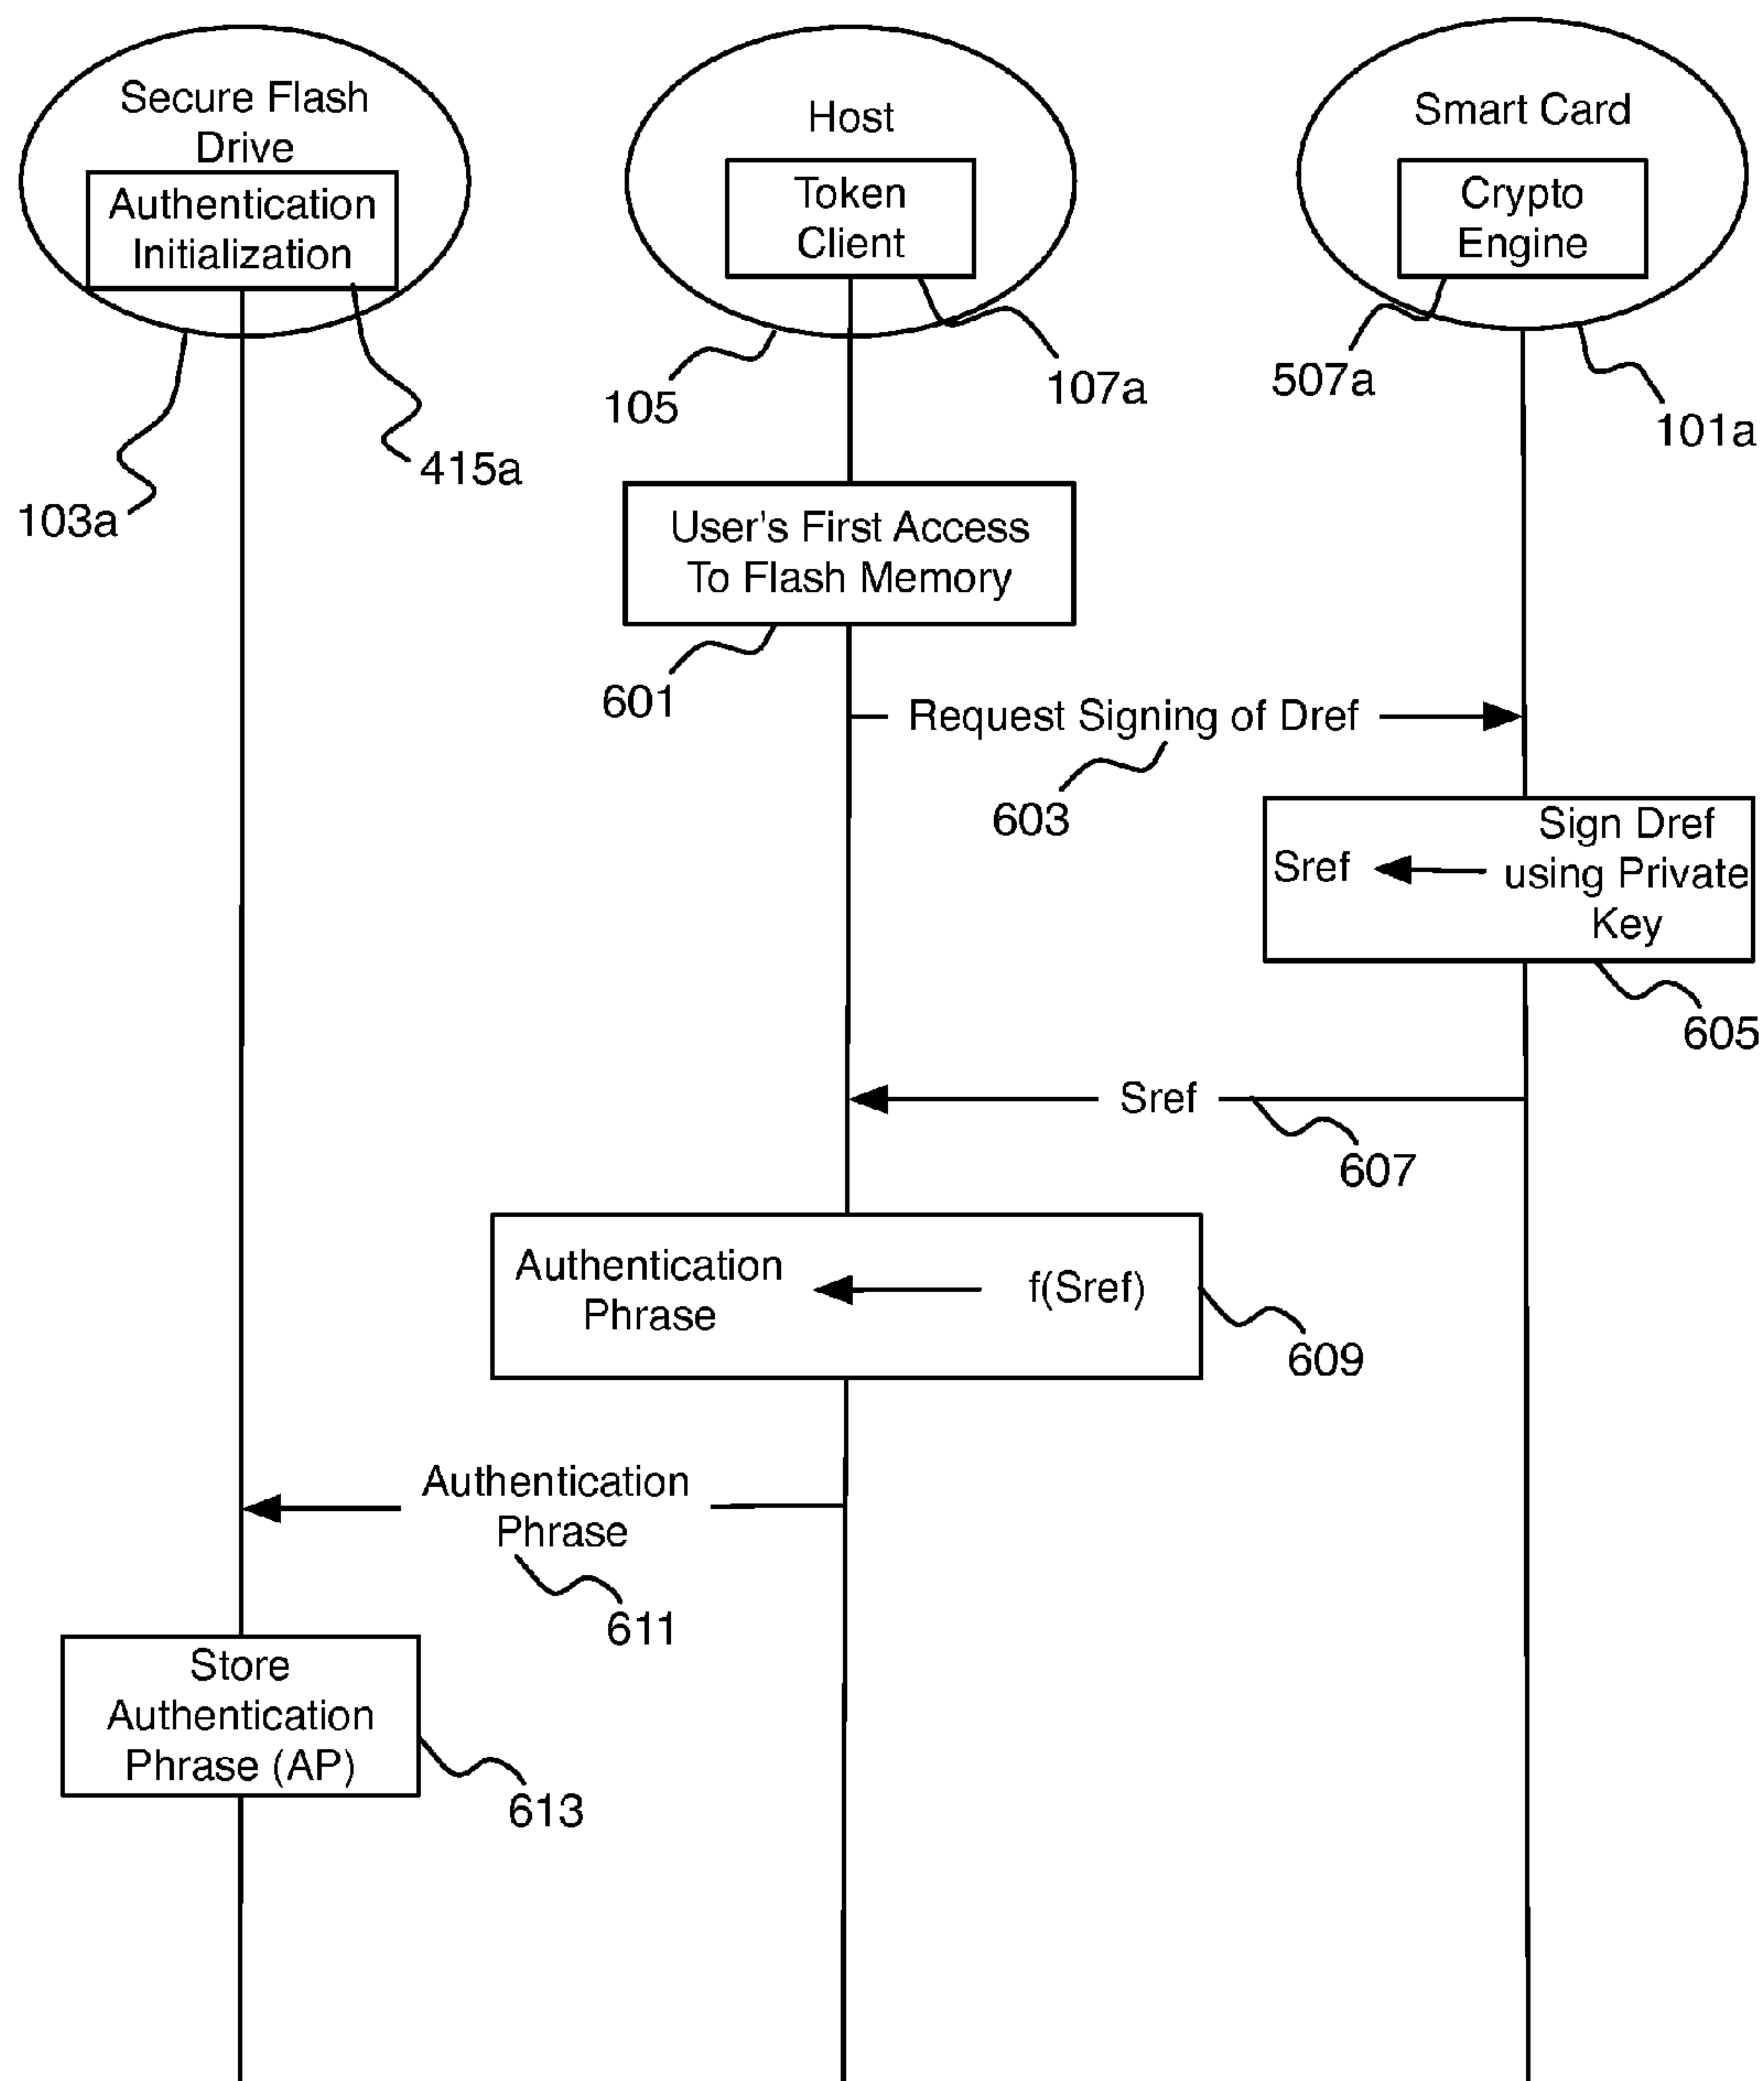 Secure Flash
Drive
Authentication
Initialization
Host
Token
Client
Smart Card
Crypto
Engine
103a
415a
105
107a
507a
101a
User's First Access
To Flash Memory
601
Request Signing of Dref
603
Sref
Sign Dref
using Private
Key
605
Sref
607
Authentication
Phrase
f(Sref)
609
Authentication
Phrase
611
Store
Authentication
Phrase (AP)
613